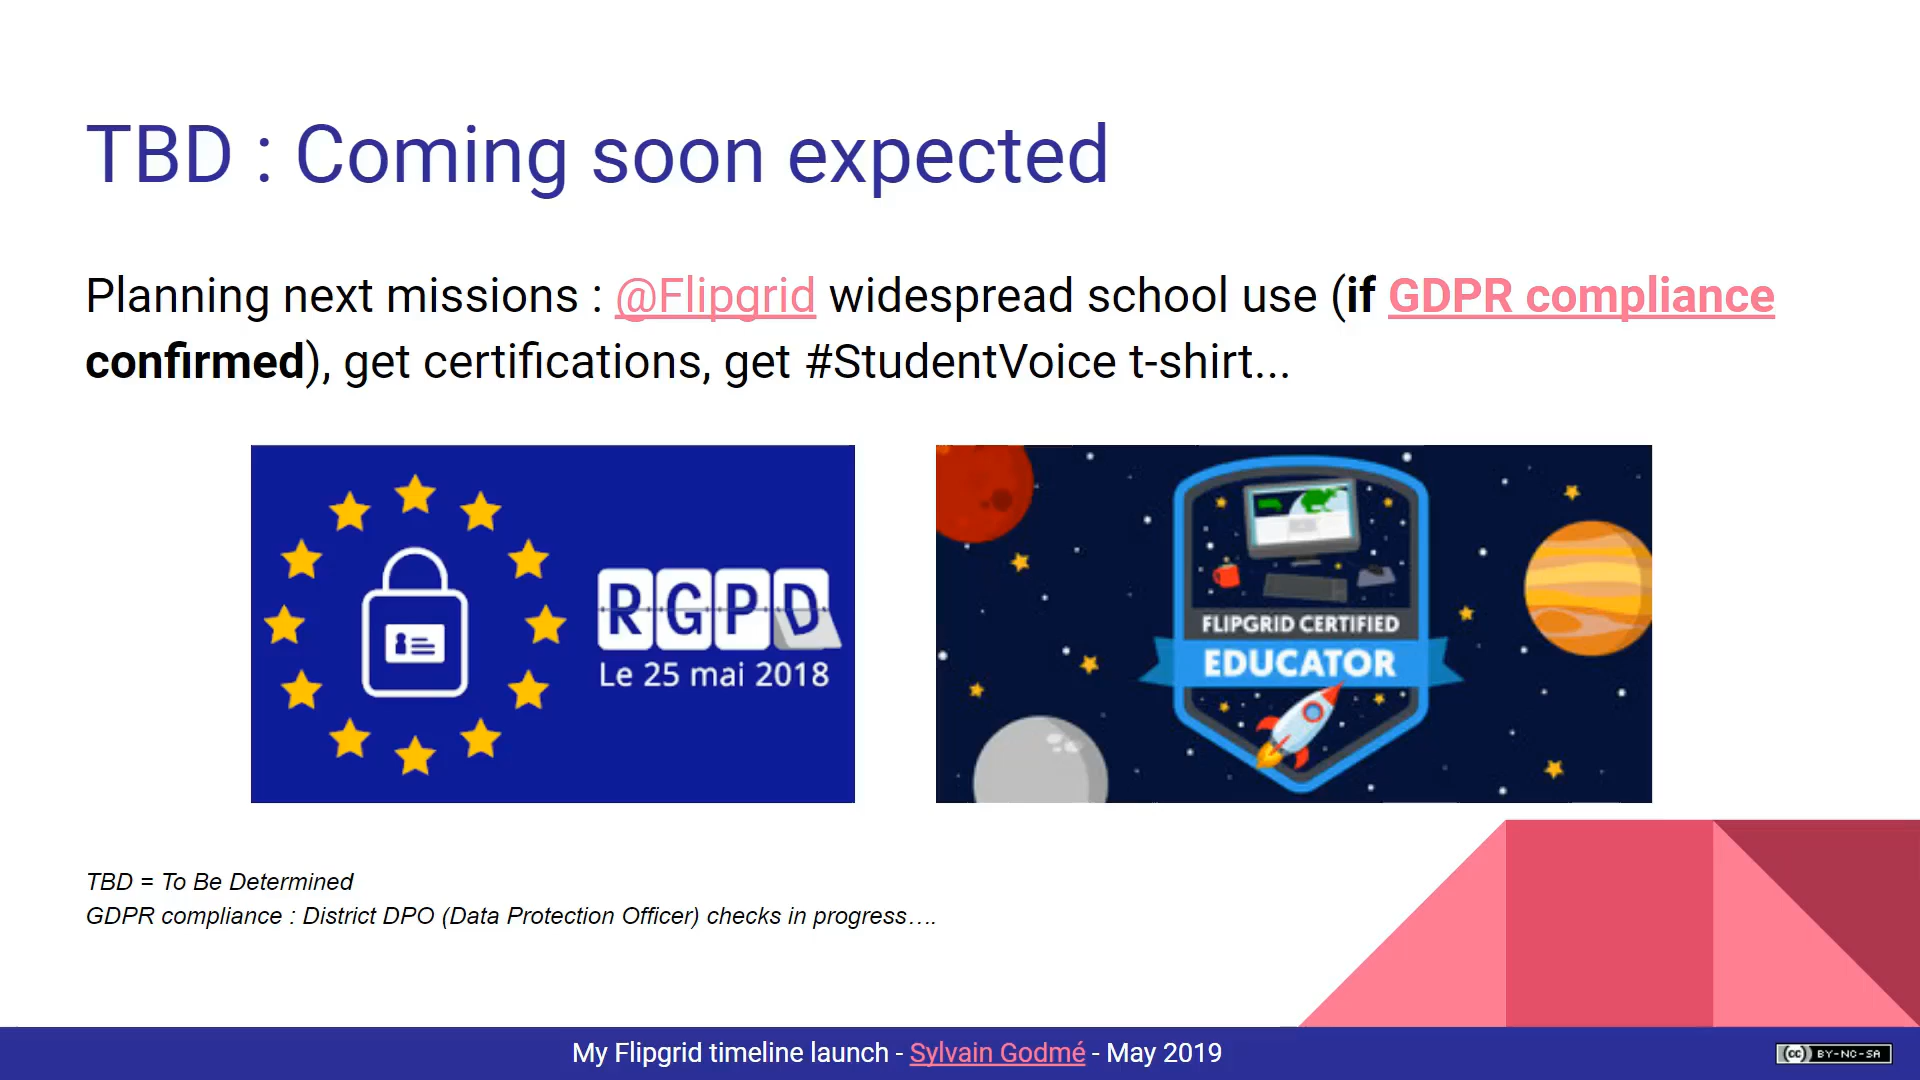 TBD : Coming soon expected
Planning next missions : @Flipgrid widespread school use (if GDPR compliance
confirmed), get certifications, get #StudentVoice t-shirt...
RGPD
Le 25 mai 2018
FLIPGRID CERTIFIED
EDUCATOR
TBD = To Be Determined
GDPR compliance : District DPO (Data Protection Officer) checks in progress....
My Flipgrid timeline launch - Sylvain Godmé - May 2019
cc BY-NC-SA